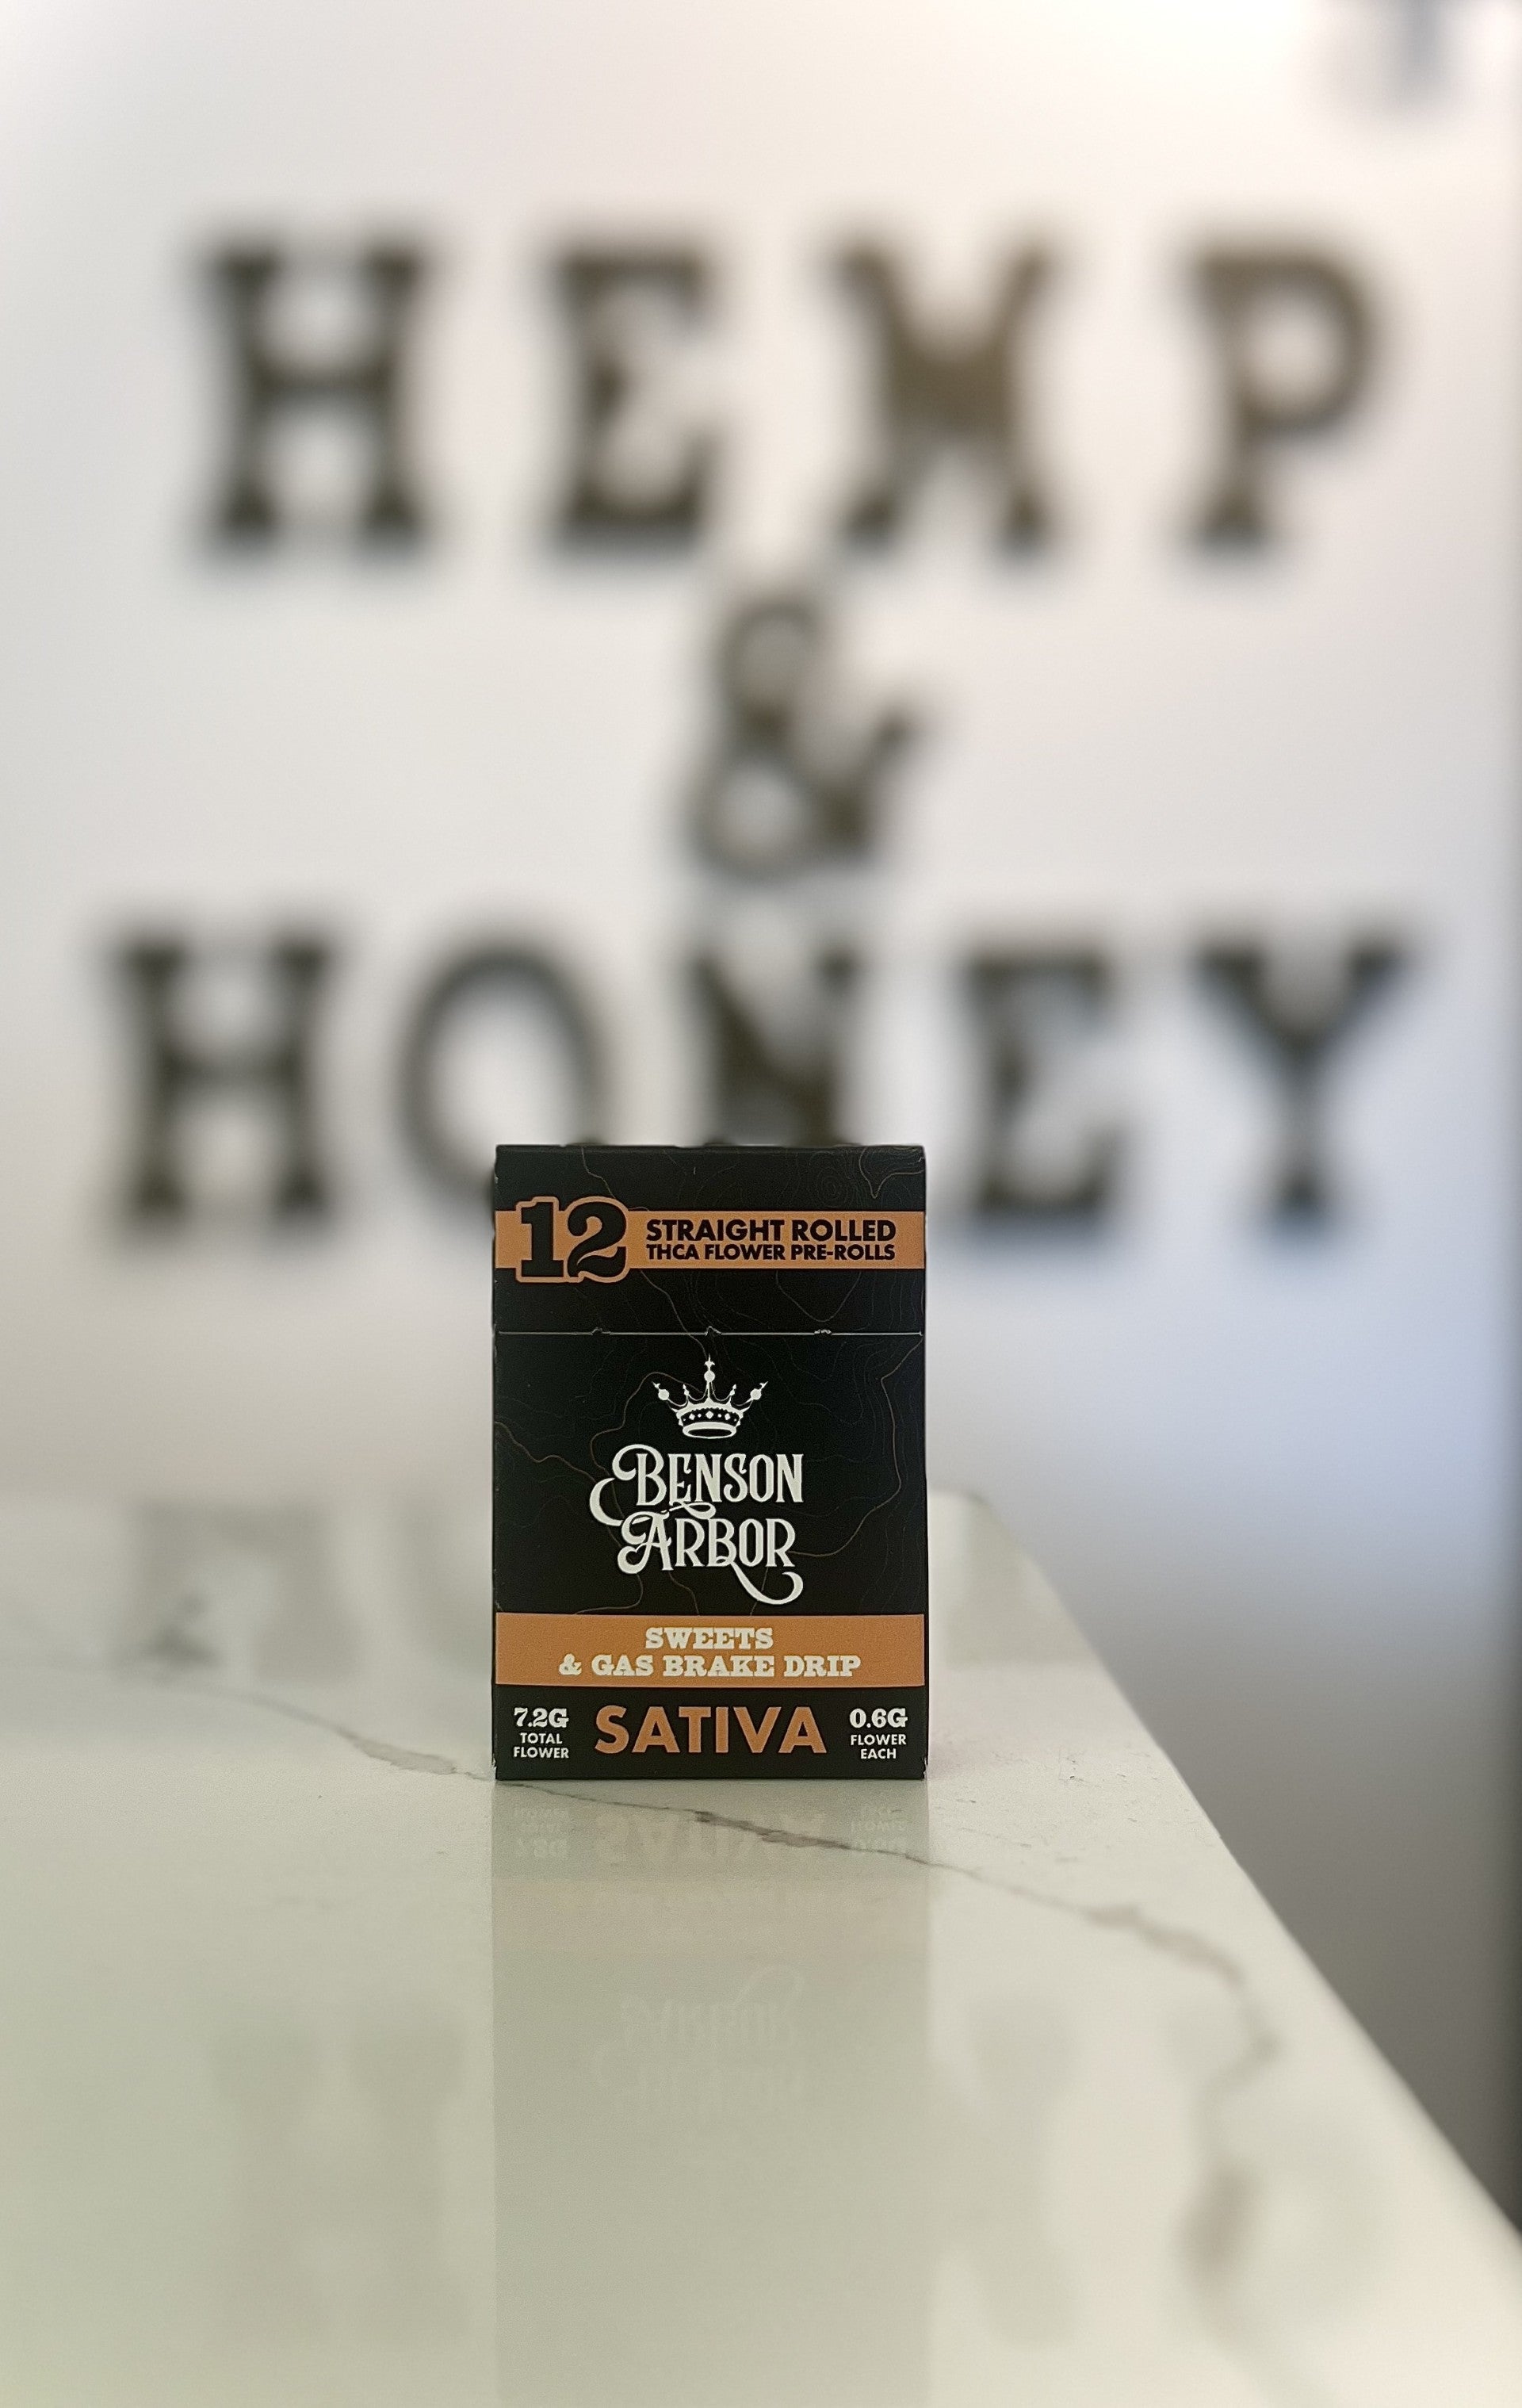 HEMP
&
HONEY
12 STRAIGHT ROLLED
THCA FLOWER PRE-ROLLS
BENSON
ARBOR
SWEETS
& GAS BRAKE DRIP
7.2G
TOTAL
FLOWER
SATIVA
0.6G
FLOWER
EACH